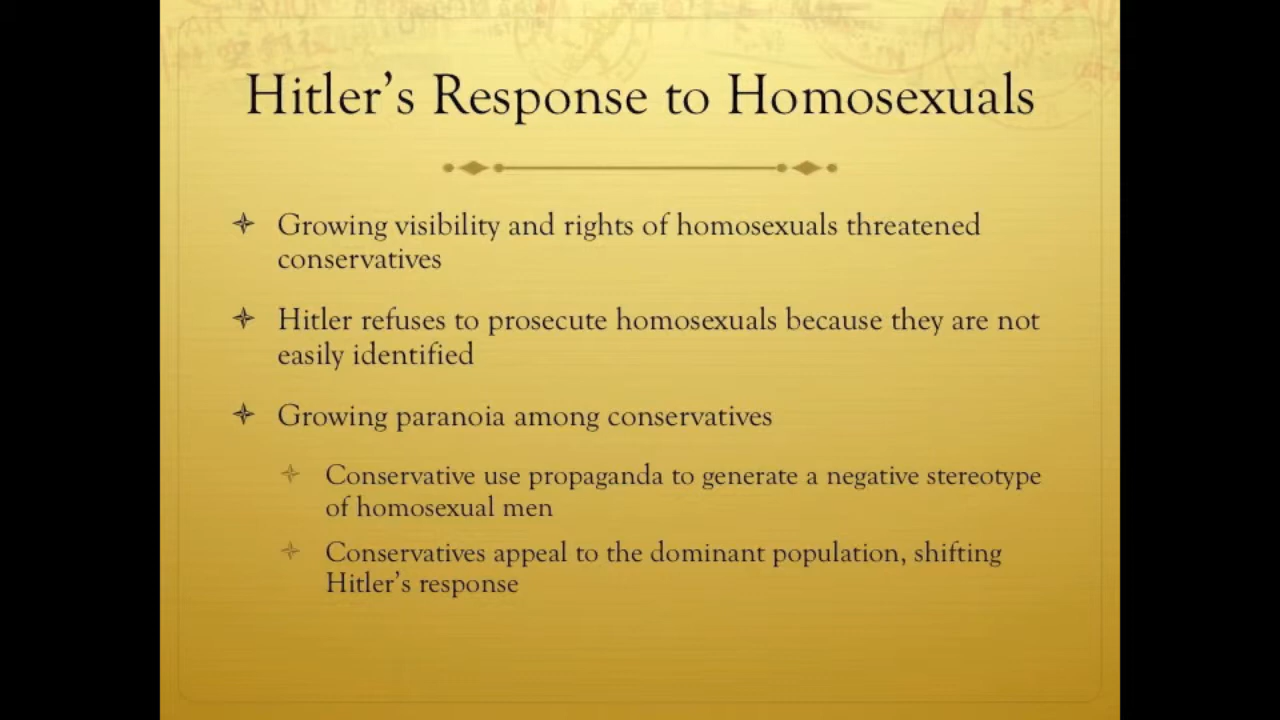 Hitler's Response to Homosexuals
Growing visibility and rights of homosexuals threatened
conservatives
Hitler refuses to prosecute homosexuals because they are not
easily identified
Growing paranoia among conservatives
Conservative use propaganda to generate a negative stereotype
of homosexual men
Conservatives appeal to the dominant population, shifting
Hitler's response